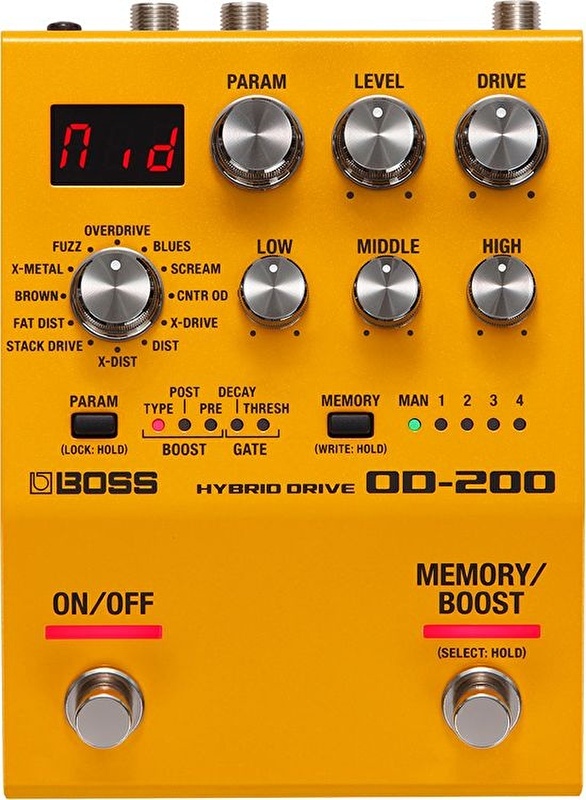 PARAM LEVEL DRIVE
Mid
OVERDRIVE
FUZZ BLUES
X-METAL SCREAM
BROWN CNTR OD
FAT DIST X-DRIVE
STACK DRIVE DIST
X-DIST
LOW MIDDLE HIGH
PARAM
(LOCK: HOLD)
POST DECAY
TYPE PRE THRESH
BOOST GATE
MEMORY
(WRITE: HOLD)
MAN 1 2 3 4
BOSS HYBRID DRIVE OD-200
ON/OFF
MEMORY/
BOOST
(SELECT: HOLD)